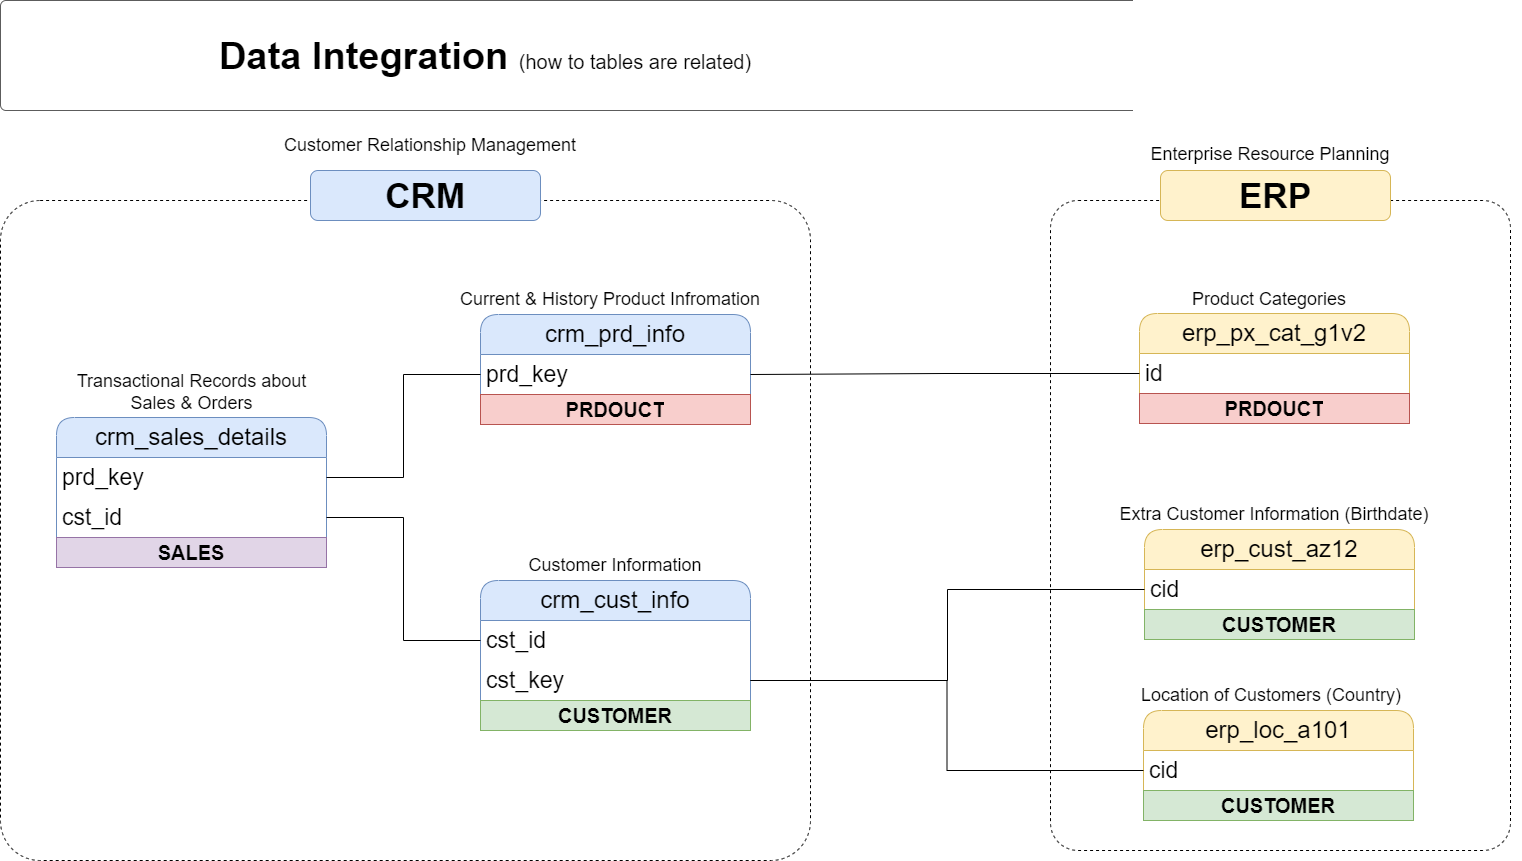 Data Integration (how to tables are related)
Customer Relationship Management
CRM
Transactional Records about
Sales & Orders
crm_sales_details
prd_key
cst_id
SALES
Current & History Product Infromation
crm_prd_info
prd_key
PRDOUCT
Customer Information
crm_cust_info
cst_id
cst_key
CUSTOMER
Enterprise Resource Planning
ERP
Product Categories
erp_px_cat_g1v2
id
PRDOUCT
Extra Customer Information (Birthdate)
erp_cust_az12
cid
CUSTOMER
Location of Customers (Country)
erp_loc_a101
cid
CUSTOMER